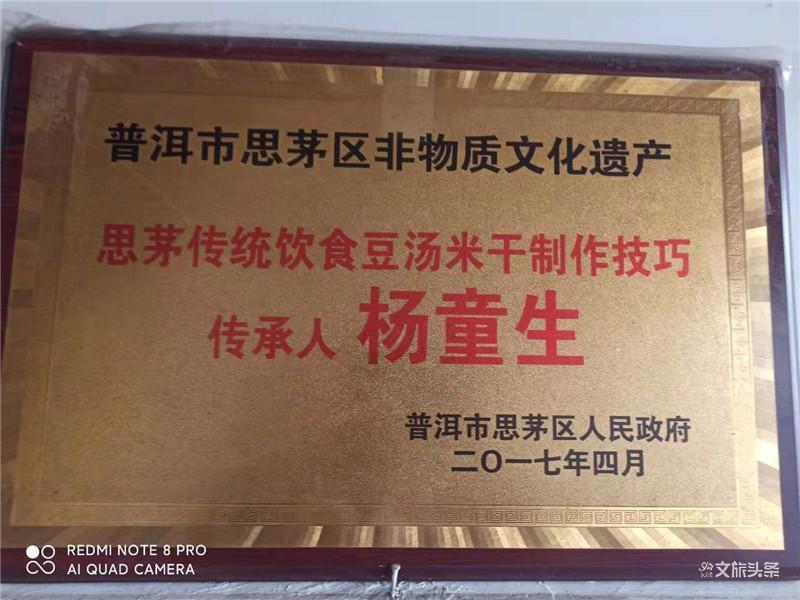 普洱市思茅区非物质文化遗产
思茅传统饮食豆汤米干制作技巧
传承人 杨童生
普洱市思茅区人民政府
二〇一七年四月
REDMI NOTE 8 PRO
AI QUAD CAMERA
文旅头条